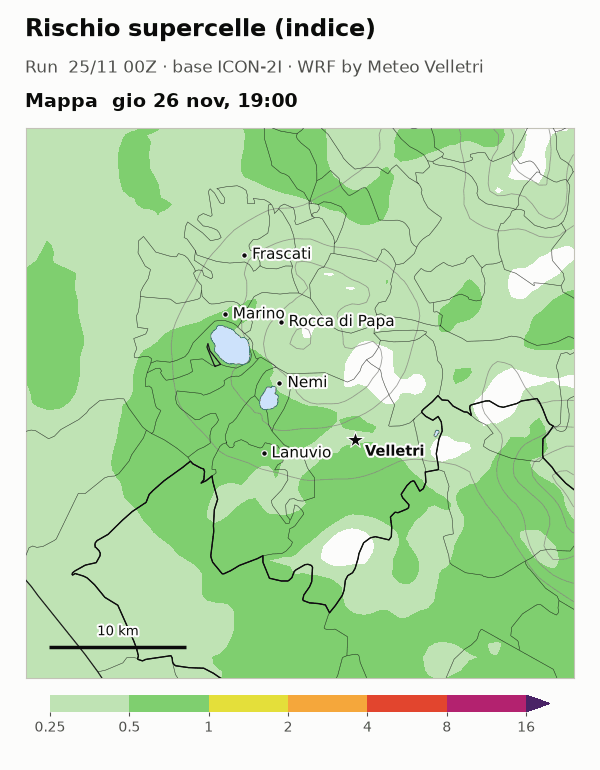 Rischio supercelle (indice)
Run  25/11 00Z · base ICON-2I · WRF by Meteo Velletri
Mappa  gio 26 nov, 19:00
Frascati
Marino
Rocca di Papa
Nemi
Velletri
Lanuvio
10 km
0.25 0.5 1 2 4 8 16